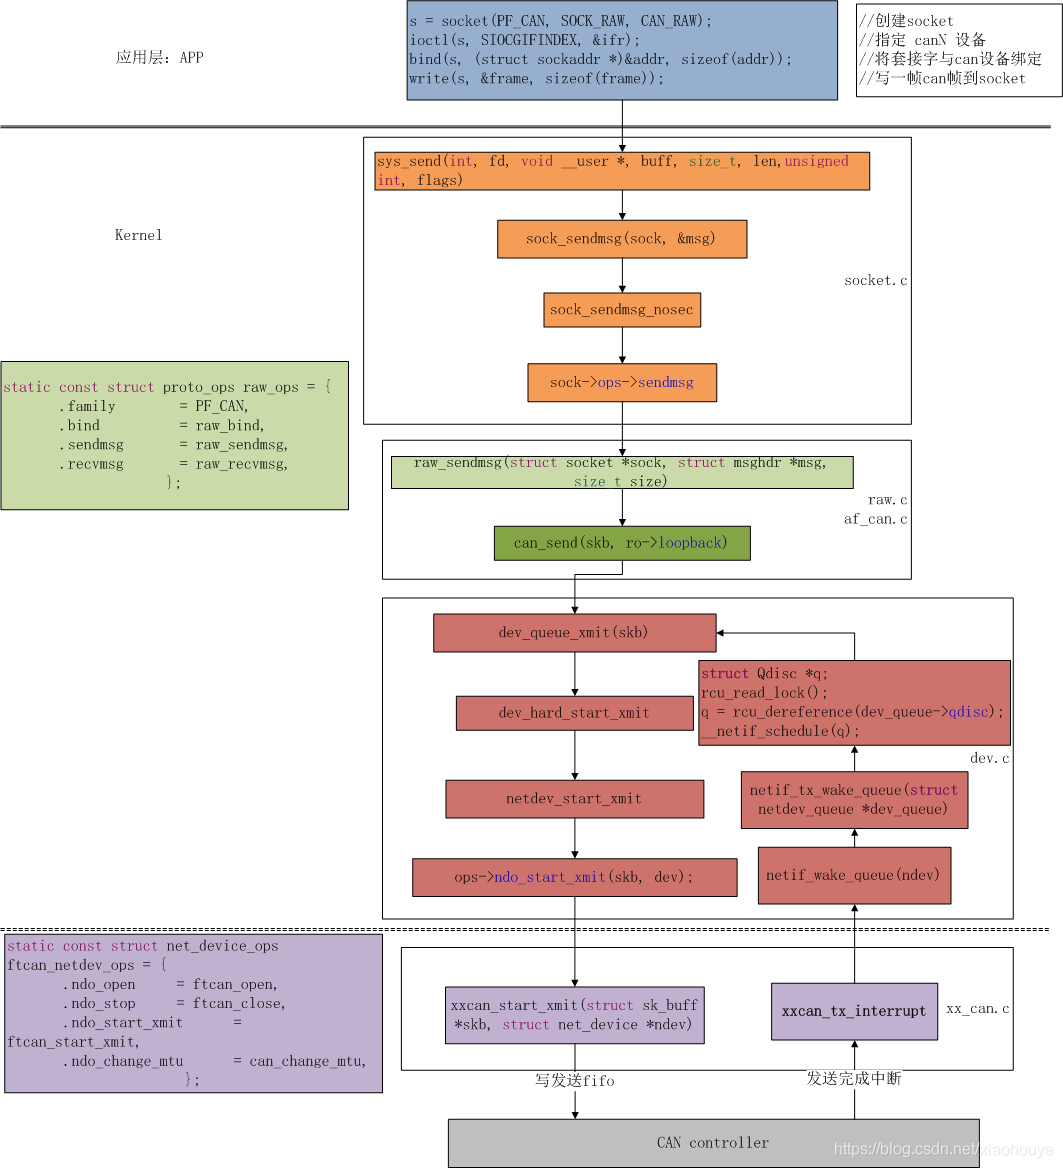 应用层：APP
s = socket(PF_CAN, SOCK_RAW, CAN_RAW);
ioctl(s, SIOCGIFINDEX, &ifr);
bind(s, (struct sockaddr *)&addr, sizeof(addr));
write(s, &frame, sizeof(frame));
//创建socket
//指定 canN 设备
//将套接字与can设备绑定
//写一帧can帧到socket
Kernel
sys_send(int, fd, void __user *, buff, size_t, len,unsigned
int, flags)
sock_sendmsg(sock, &msg)
socket.c
sock_sendmsg_nosec
sock->ops->sendmsg
static const struct proto_ops raw_ops = {
.family = PF_CAN,
.bind = raw_bind,
.sendmsg = raw_sendmsg,
.recvmsg = raw_recvmsg,
};
raw_sendmsg(struct socket *sock, struct msghdr *msg,
size_t size)
raw.c
af_can.c
can_send(skb, ro->loopback)
dev_queue_xmit(skb)
dev_hard_start_xmit
netdev_start_xmit
ops->ndo_start_xmit(skb, dev);
struct Qdisc *q;
rcu_read_lock();
q = rcu_dereference(dev_queue->qdisc);
__netif_schedule(q);
dev.c
netif_tx_wake_queue(struct
netdev_queue *dev_queue)
netif_wake_queue(ndev)
static const struct net_device_ops
ftcan_netdev_ops = {
.ndo_open = ftcan_open,
.ndo_stop = ftcan_close,
.ndo_start_xmit =
ftcan_start_xmit,
.ndo_change_mtu = can_change_mtu,
};
xxcan_start_xmit(struct sk_buff
*skb, struct net_device *ndev)
xxcan_tx_interrupt
xx_can.c
写发送fifo
发送完成中断
CAN controller
https://blog.csdn.net/xiaohouye